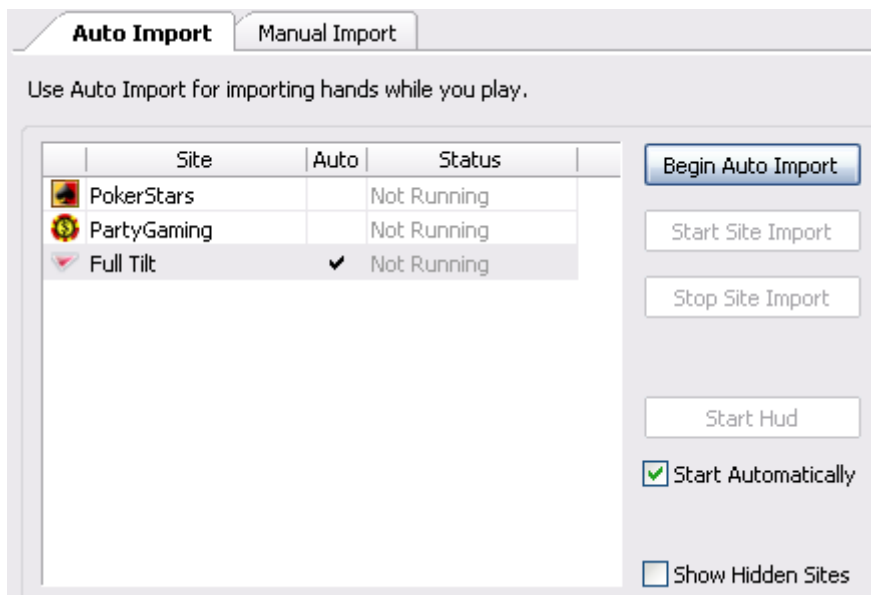 Auto Import
Manual Import
Use Auto Import for importing hands while you play.
Site Auto Status
PokerStars Not Running
PartyGaming Not Running
Full Tilt ✔ Not Running
Begin Auto Import
Start Site Import
Stop Site Import
Start Hud
Start Automatically
Show Hidden Sites